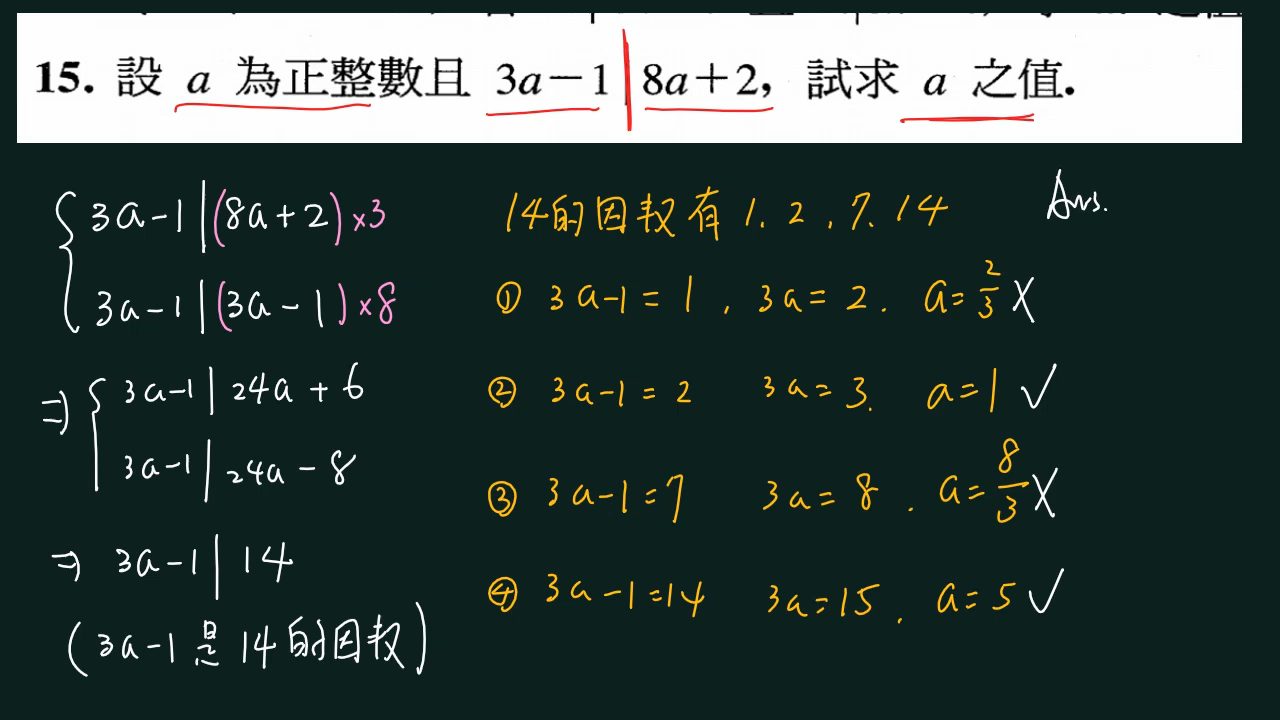 15. 設 a 為正整數且 3a－1｜8a＋2，試求 a 之值.
3a-1|(8a+2)×3
3a-1|(3a-1)×8
⇒ 3a-1|24a+6
3a-1|24a-8
⇒ 3a-1|14
(3a-1是14的因数)
14的因数有1.2.7.14
① 3a-1=1, 3a=2. a=2/3 X
② 3a-1=2 3a=3. a=1 ✓
③ 3a-1=7 3a=8. a=8/3 X
④ 3a-1=14 3a=15. a=5 ✓
Ans.